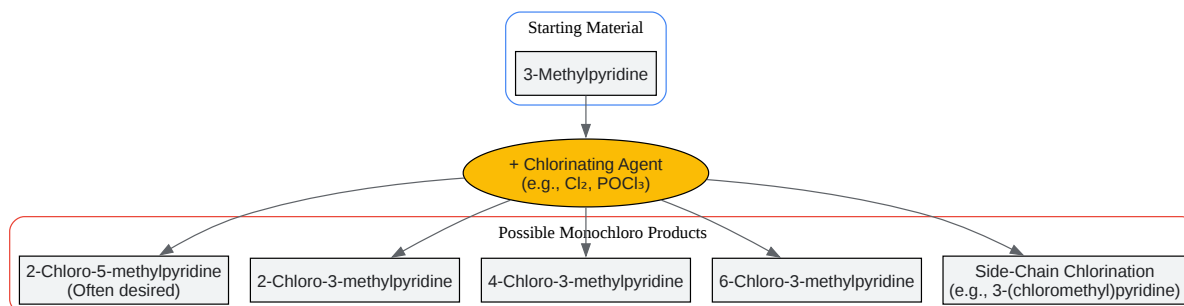 Starting Material
3-Methylpyridine
+ Chlorinating Agent
(e.g., Cl₂, POCl₃)
Possible Monochloro Products
2-Chloro-5-methylpyridine
(Often desired)
2-Chloro-3-methylpyridine
4-Chloro-3-methylpyridine
6-Chloro-3-methylpyridine
Side-Chain Chlorination
(e.g., 3-(chloromethyl)pyridine)